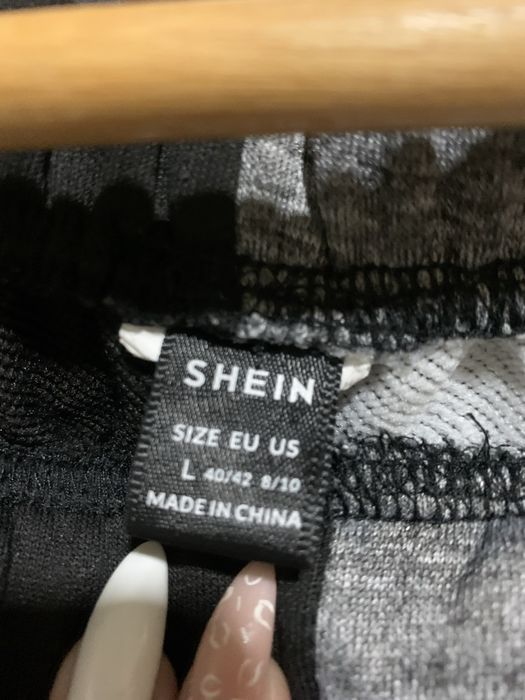 SHEIN
SIZE EU US
L 40/42 8/10
MADE IN CHINA